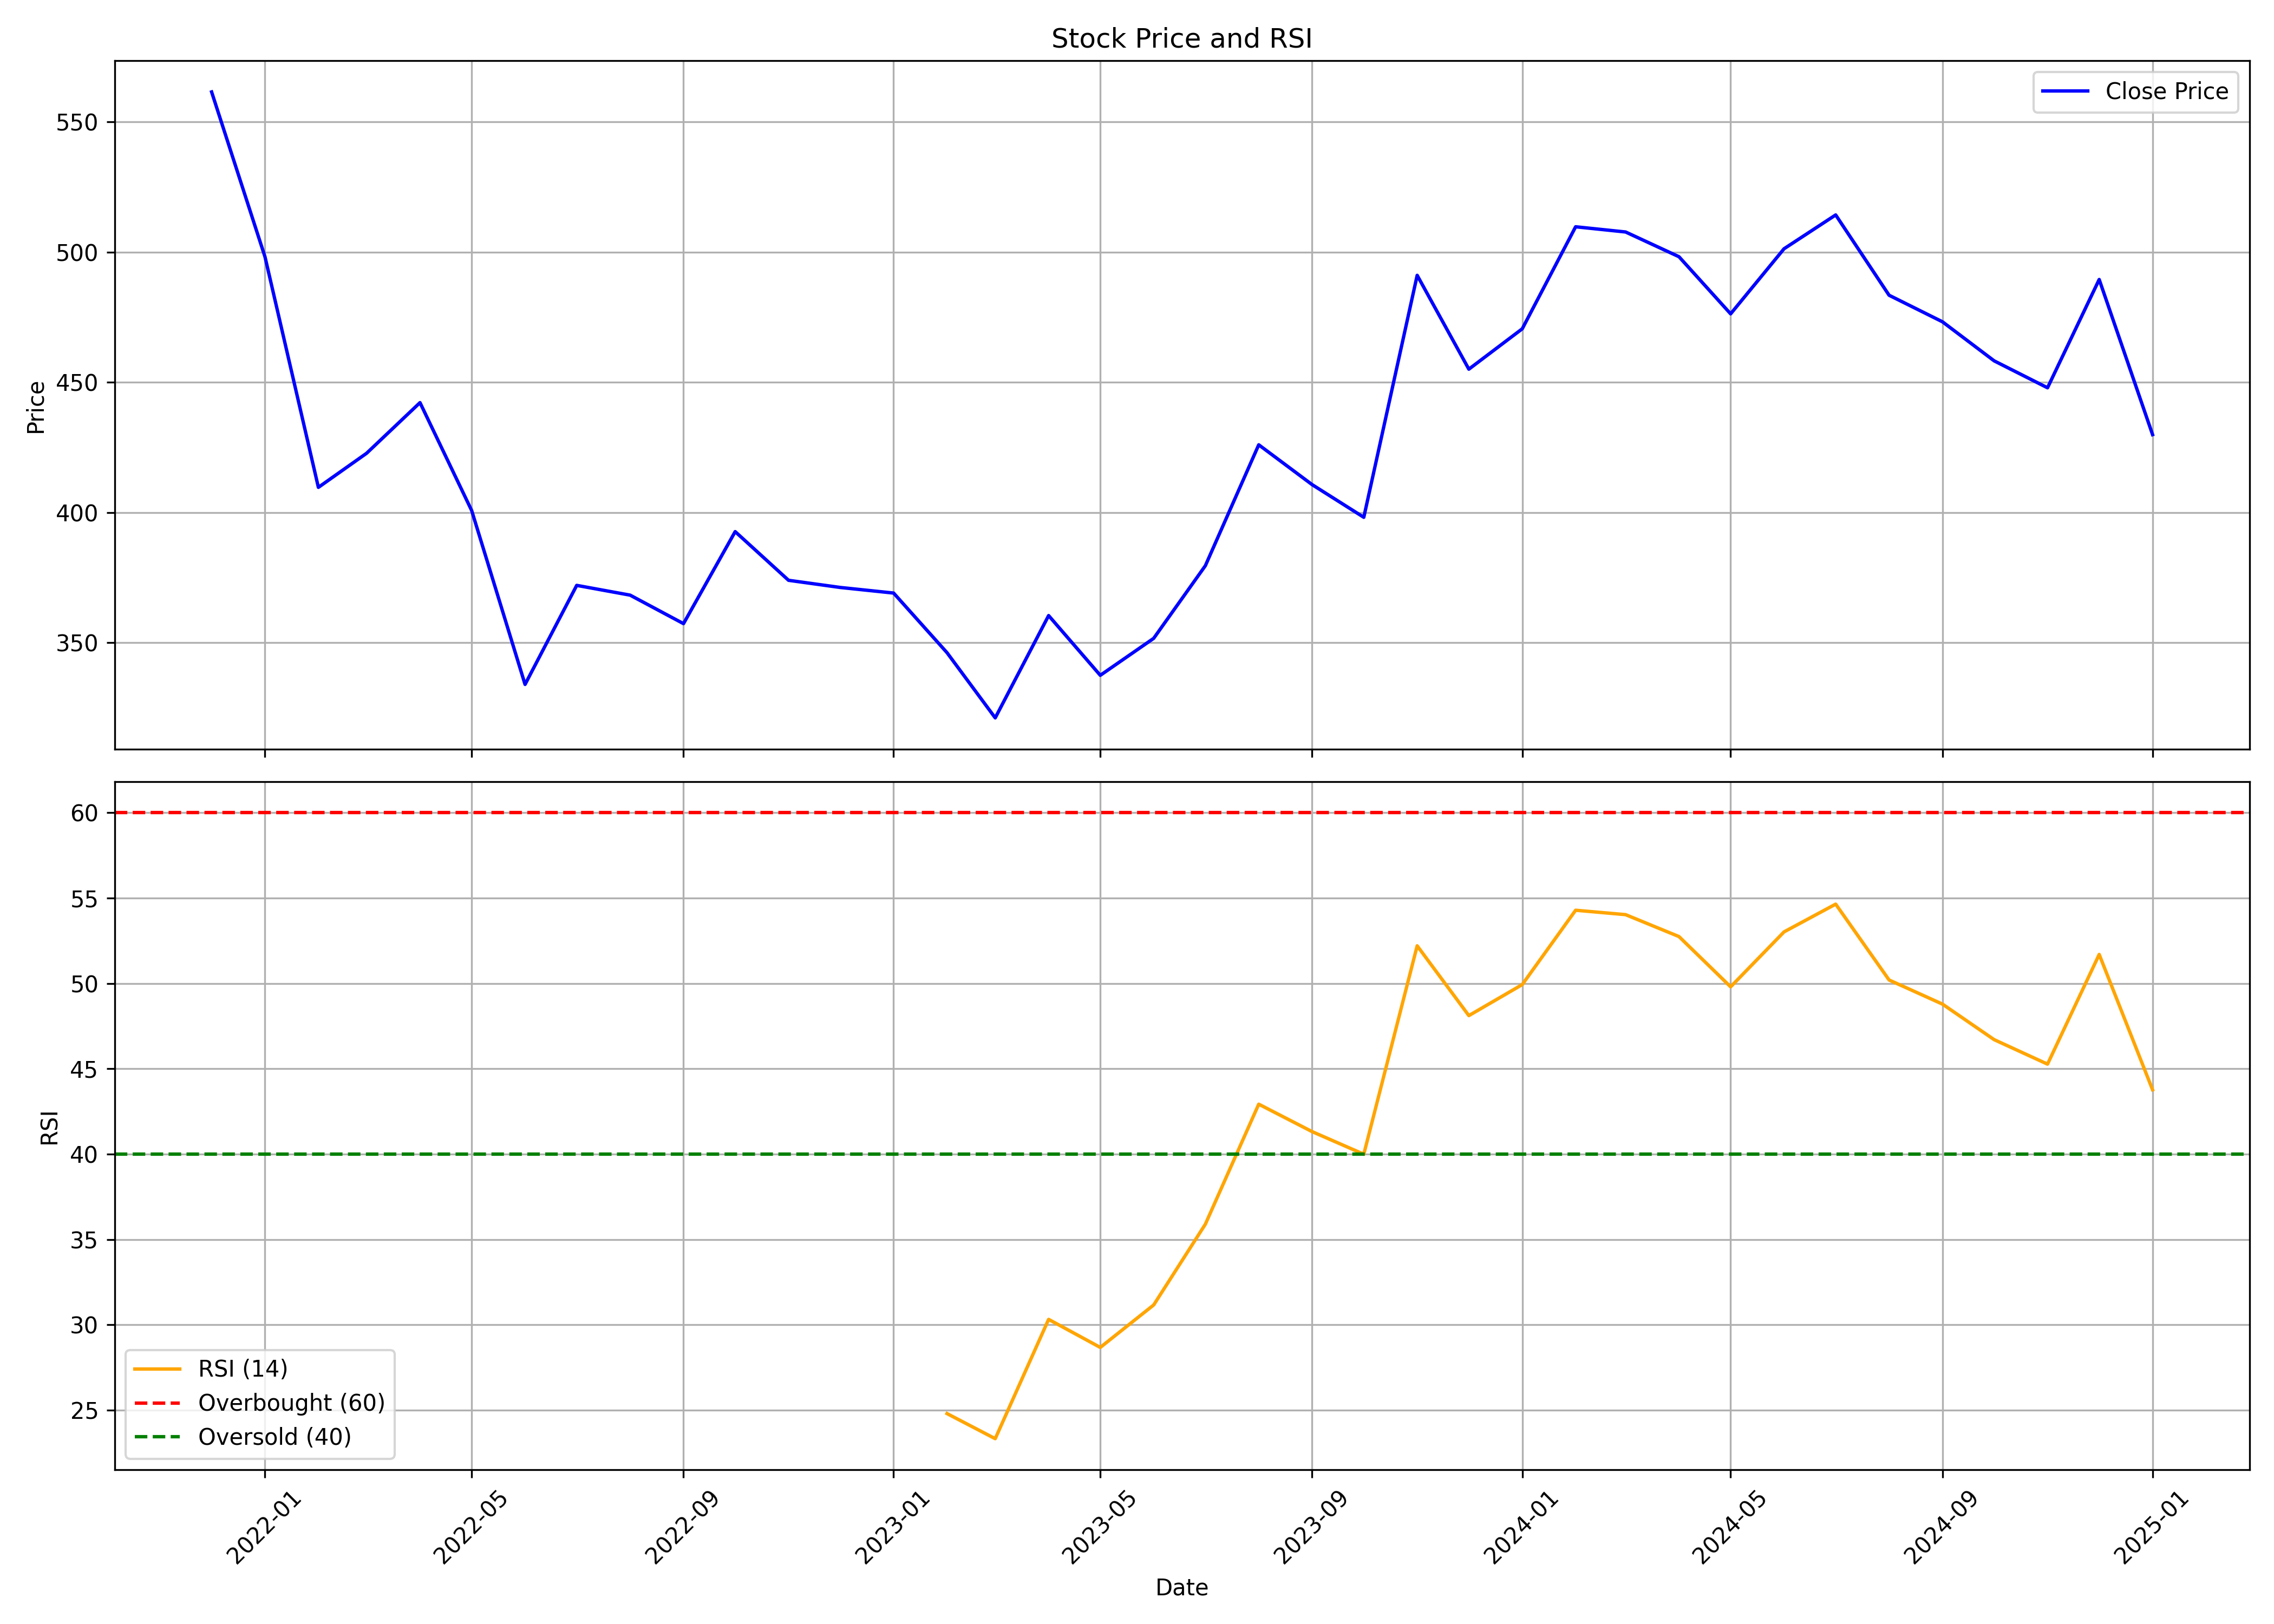 Stock Price and RSI
Close Price
Price
550
500
450
400
350
RSI
60
55
50
45
40
35
30
25
RSI (14)
Overbought (60)
Oversold (40)
2022-01
2022-05
2022-09
2023-01
2023-05
2023-09
2024-01
2024-05
2024-09
2025-01
Date